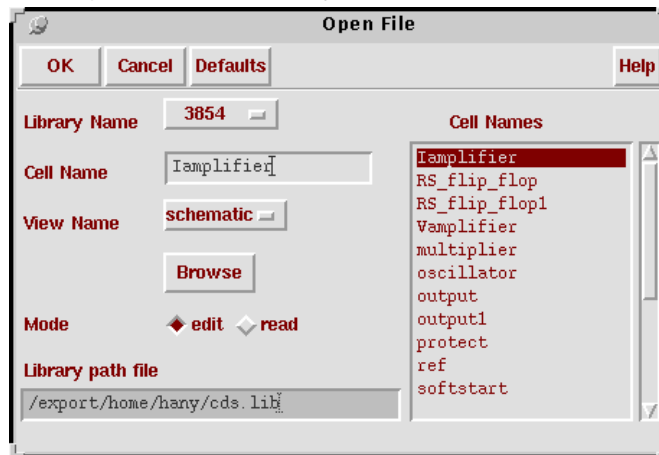 Open File
OK Cancel Defaults Help
Library Name 3854
Cell Name Iamplifier
View Name schematic
Browse
Mode edit read
Library path file
/export/home/hany/cds.lib
Cell Names
Iamplifier
RS_flip_flop
RS_flip_flop1
Vamplifier
multiplier
oscillator
output
output1
protect
ref
softstart